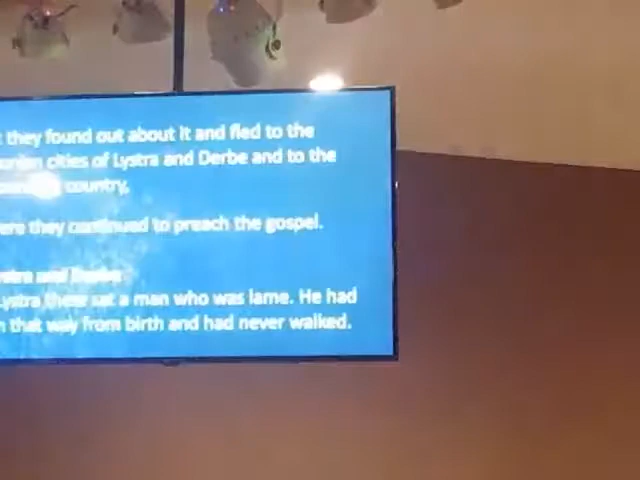 they found out about it and fled to the
cities of Lystra and Derbe and to the
country,
they continued to preach the gospel.
and Derbe
Lystra there sat a man who was lame. He had
that way from birth and had never walked.